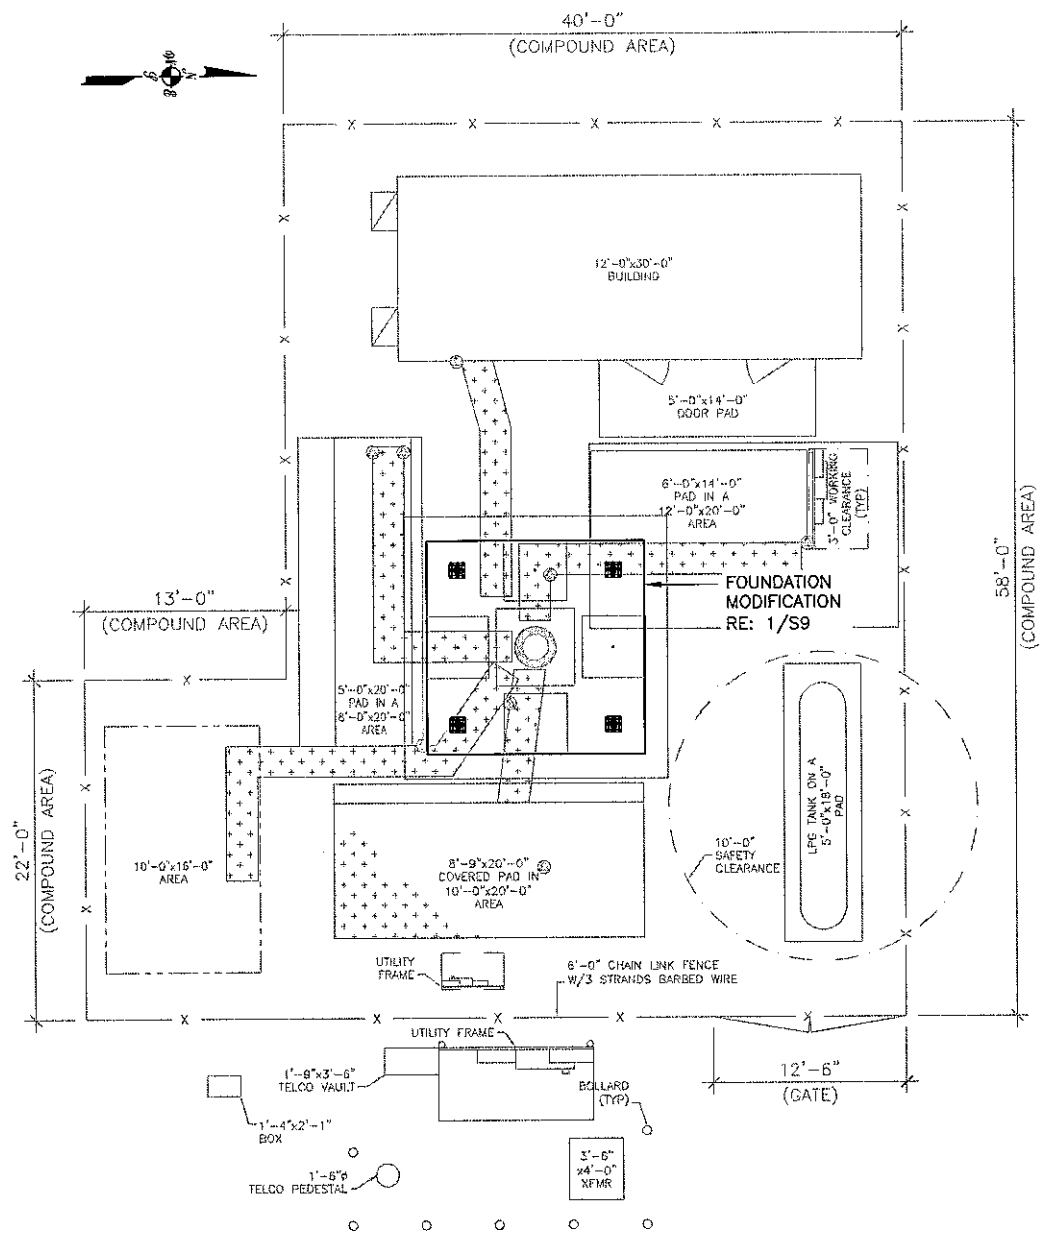 40'-0"
(COMPOUND AREA)
N
12'-0"x30'-0"
BUILDING
5'-0"x14'-0"
DOOR PAD
6'-0"x14'-0"
PAD IN A
12'-0"x20'-0"
AREA
3'-0" WORKING
CLEARANCE
(TYP)
58'-0"
(COMPOUND AREA)
FOUNDATION
MODIFICATION
RE: 1/S9
13'-0"
(COMPOUND AREA)
5'-0"x20'-0"
PAD IN A
8'-0"x20'-0"
AREA
22'-0"
(COMPOUND AREA)
10'-0"x16'-0"
AREA
8'-9"x20'-0"
COVERED PAD IN
10'-0"x20'-0"
AREA
10'-0"
SAFETY
CLEARANCE
LPG TANK ON A
5'-0"x18'-0"
PAD
UTILITY
FRAME
6'-0" CHAIN LINK FENCE
W/3 STRANDS BARBED WIRE
UTILITY FRAME
12'-6"
(GATE)
TELCO VAULT
BOLLARD
(TYP)
1'-4"x2'-1"
BOX
1'-6"ø
TELCO PEDESTAL
3'-6"
x4'-0"
XFMR